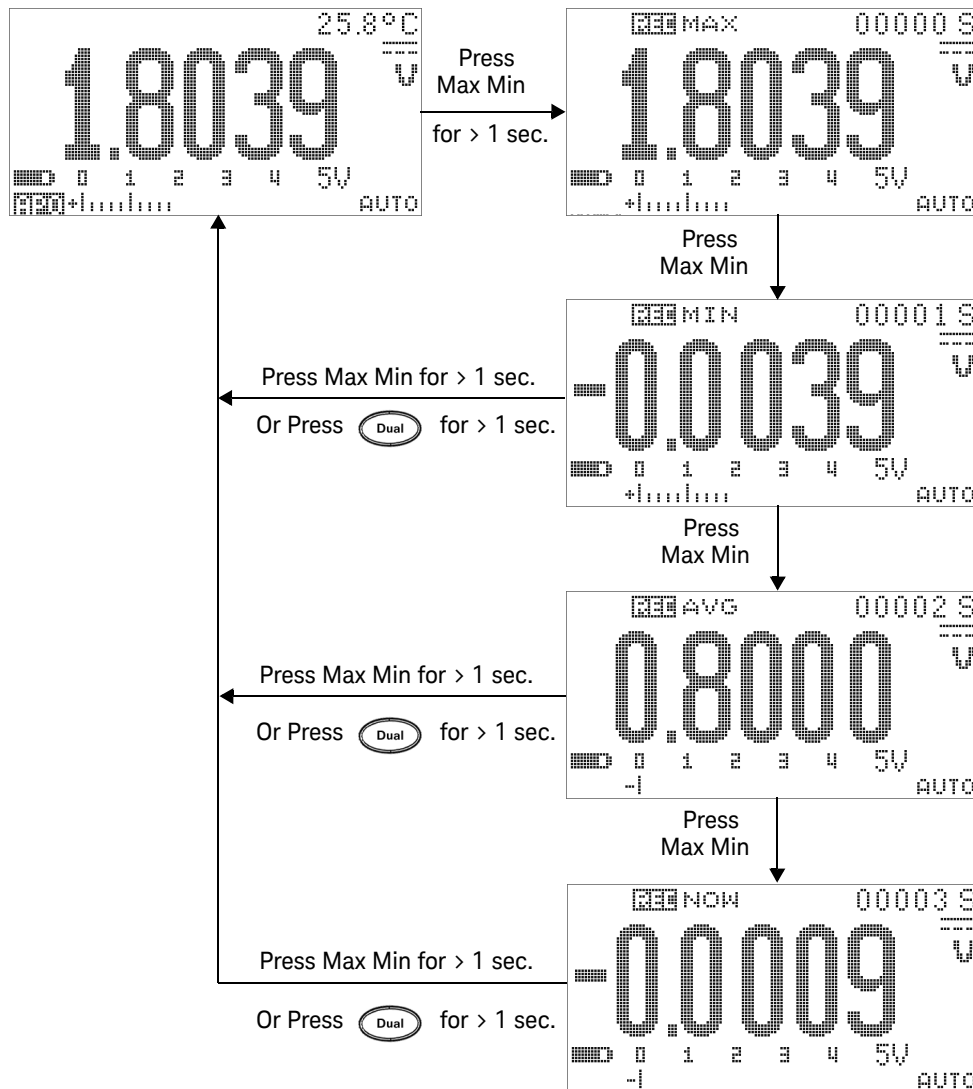 25.8°C
1.8039 V
0 1 2 3 4 5V
AUTO
Press
Max Min
for > 1 sec.
REC MAX 00000 S
1.8039 V
0 1 2 3 4 5V
AUTO
Press
Max Min
REC MIN 00001 S
-0.0039 V
0 1 2 3 4 5V
AUTO
Press Max Min for > 1 sec.
Or Press Dual for > 1 sec.
Press
Max Min
REC AVG 00002 S
0.8000 V
0 1 2 3 4 5V
AUTO
Press Max Min for > 1 sec.
Or Press Dual for > 1 sec.
Press
Max Min
REC NOW 00003 S
-0.0009 V
0 1 2 3 4 5V
AUTO
Press Max Min for > 1 sec.
Or Press Dual for > 1 sec.